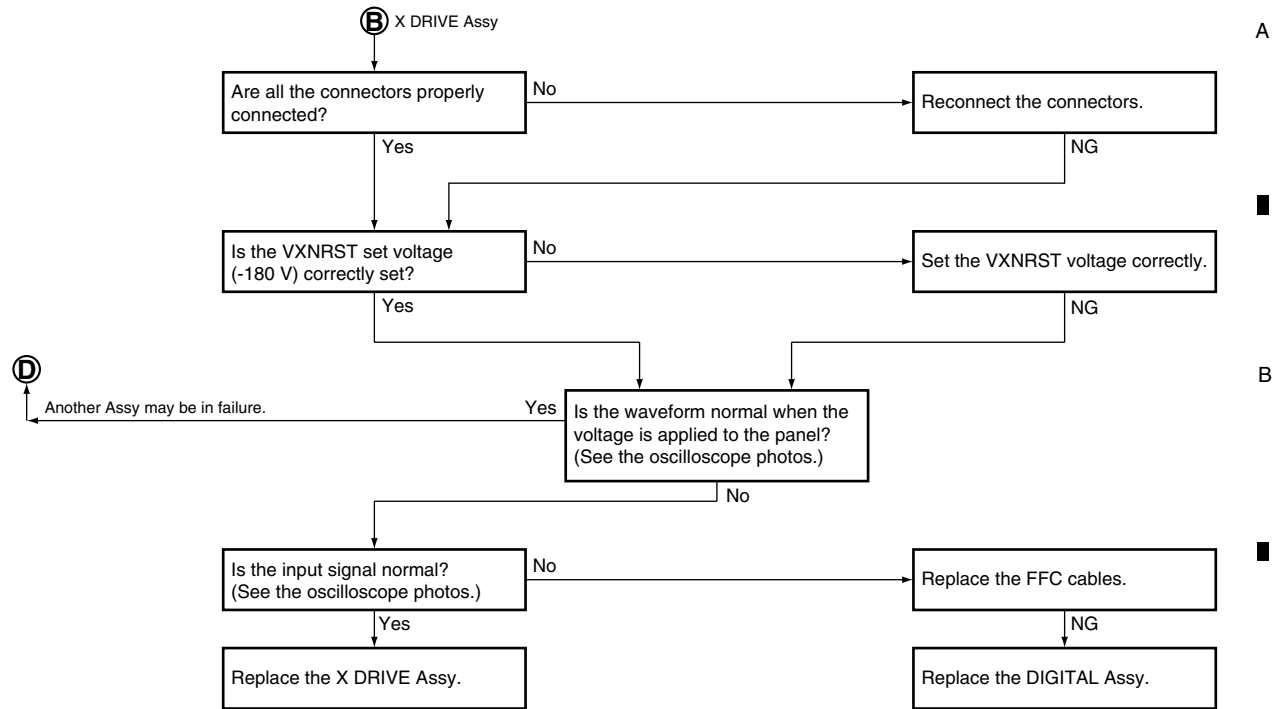 B X DRIVE Assy
A
Are all the connectors properly
connected?
No
Reconnect the connectors.
Yes
NG
Is the VXNRST set voltage
(-180 V) correctly set?
No
Set the VXNRST voltage correctly.
Yes
NG
D
B
Another Assy may be in failure.
Yes
Is the waveform normal when the
voltage is applied to the panel?
(See the oscilloscope photos.)
No
Is the input signal normal?
(See the oscilloscope photos.)
No
Replace the FFC cables.
Yes
NG
Replace the X DRIVE Assy.
Replace the DIGITAL Assy.